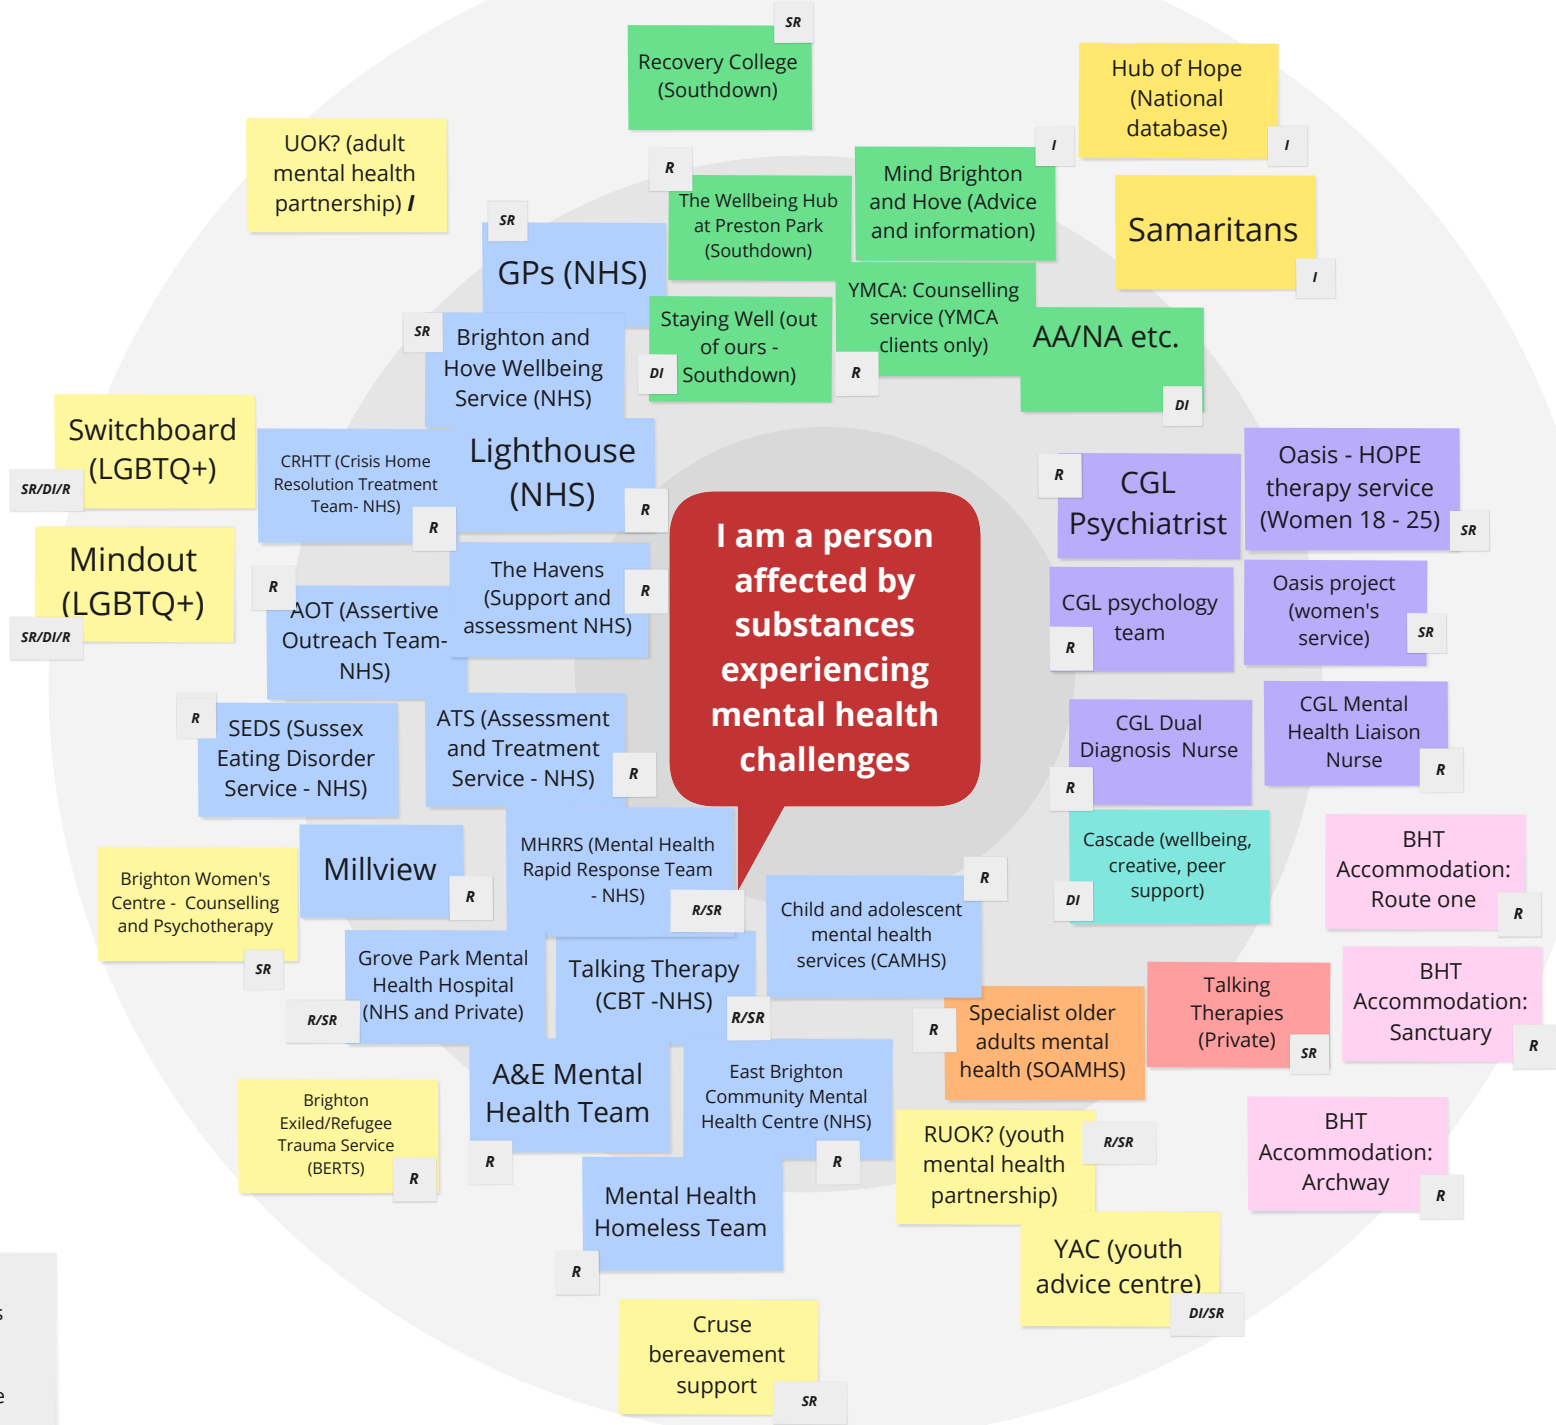 SR
Recovery College
(Southdown)
Hub of Hope
(National
database)
I
UOK? (adult
mental health
partnership) I
R
The Wellbeing Hub
at Preston Park
(Southdown)
I
Mind Brighton
and Hove (Advice
and information)
Samaritans
I
SR
GPs (NHS)
SR
Brighton and
Hove Wellbeing
Service (NHS)
Staying Well (out
of ours -
Southdown)
DI
YMCA: Counselling
service (YMCA
clients only)
R
AA/NA etc.
DI
Switchboard
(LGBTQ+)
SR/DI/R
CRHTT (Crisis Home
Resolution Treatment
Team- NHS)
R
Lighthouse
(NHS)
R
I am a person
affected by
substances
experiencing
mental health
challenges
R
CGL
Psychiatrist
Oasis - HOPE
therapy service
(Women 18 - 25)
SR
Mindout
(LGBTQ+)
SR/DI/R
R
AOT (Assertive
Outreach Team-
NHS)
The Havens
(Support and
assessment NHS)
R
CGL psychology
team
R
Oasis project
(women's
service)
SR
R
SEDS (Sussex
Eating Disorder
Service - NHS)
ATS (Assessment
and Treatment
Service - NHS)
R
CGL Dual
Diagnosis Nurse
R
CGL Mental
Health Liaison
Nurse
R
Brighton Women's
Centre - Counselling
and Psychotherapy
SR
Millview
R
MHRRS (Mental Health
Rapid Response Team
- NHS)
R/SR
R
Child and adolescent
mental health
services (CAMHS)
Cascade (wellbeing,
creative, peer
support)
DI
BHT
Accommodation:
Route one
R
Grove Park Mental
Health Hospital
(NHS and Private)
R/SR
Talking Therapy
(CBT -NHS)
R/SR
R
Specialist older
adults mental
health (SOAMHS)
Talking
Therapies
(Private)
SR
BHT
Accommodation:
Sanctuary
R
Brighton
Exiled/Refugee
Trauma Service
(BERTS)
R
A&E Mental
Health Team
R
East Brighton
Community Mental
Health Centre (NHS)
R
RUOK? (youth
mental health
partnership)
R/SR
BHT
Accommodation:
Archway
R
Mental Health
Homeless Team
R
YAC (youth
advice centre)
DI/SR
Cruse
bereavement
support
SR